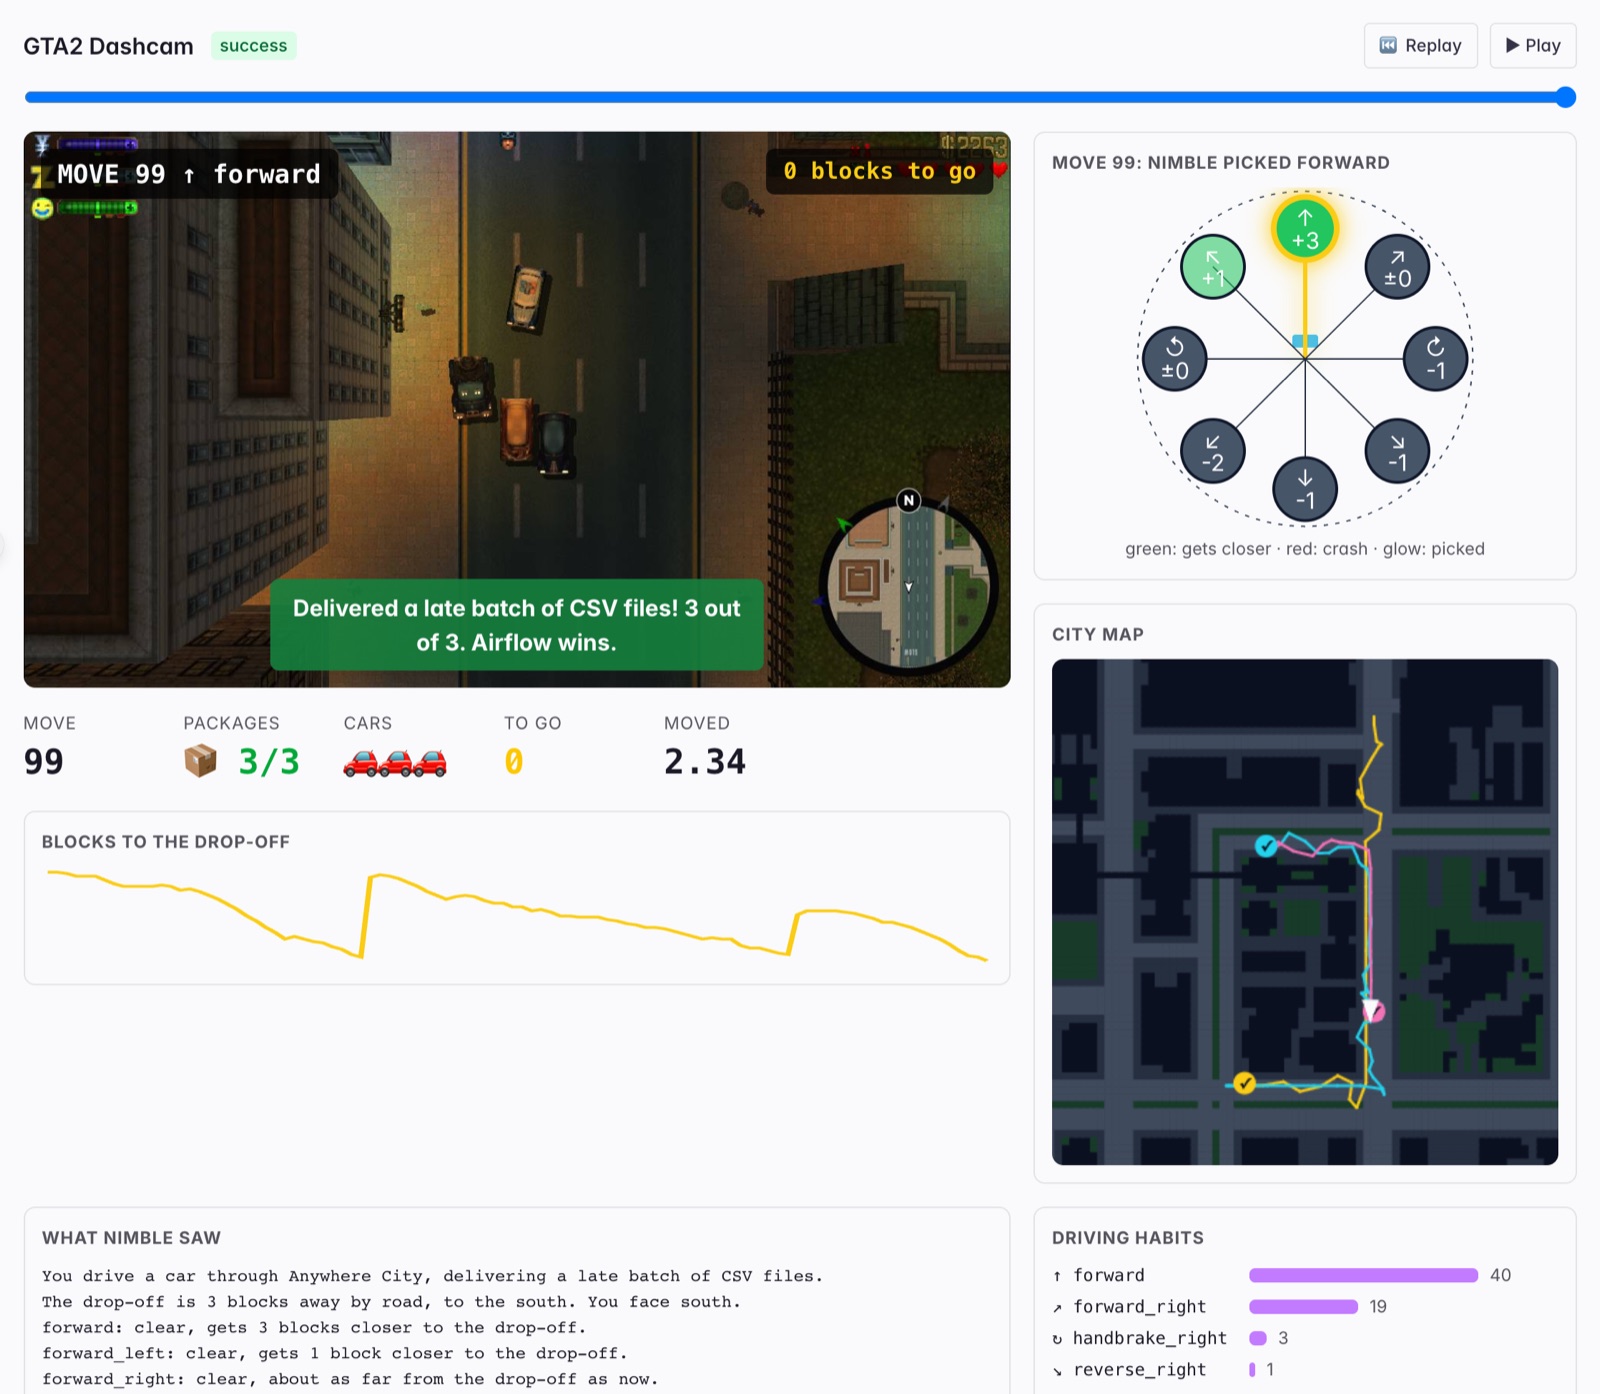 GTA2 Dashcam
success
⏮ Replay
▶ Play
MOVE 99 ↑ forward
0 blocks to go
$2253
N
Delivered a late batch of CSV files! 3 out
of 3. Airflow wins.
MOVE 99: NIMBLE PICKED FORWARD
↑ +3
↖ +1
↗ ±0
↺ ±0
↻ -1
↙ -2
↘ -1
↓ -1
green: gets closer · red: crash · glow: picked
MOVE
99
PACKAGES
3/3
CARS
TO GO
0
MOVED
2.34
BLOCKS TO THE DROP-OFF
CITY MAP
WHAT NIMBLE SAW
You drive a car through Anywhere City, delivering a late batch of CSV files.
The drop-off is 3 blocks away by road, to the south. You face south.
forward: clear, gets 3 blocks closer to the drop-off.
forward_left: clear, gets 1 block closer to the drop-off.
forward_right: clear, about as far from the drop-off as now.
DRIVING HABITS
↑ forward 40
↗ forward_right 19
↻ handbrake_right 3
↘ reverse_right 1